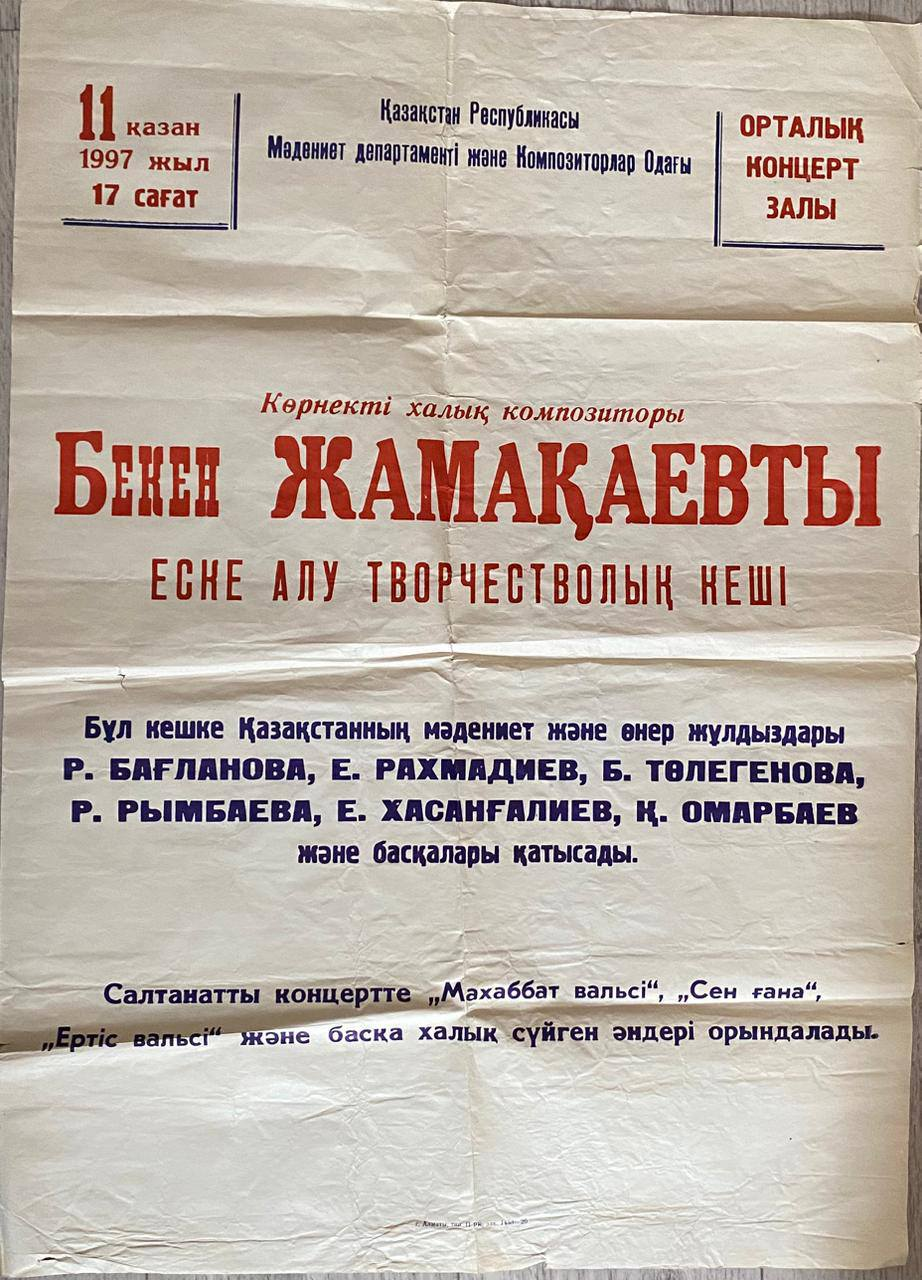 11 қазан
1997 жыл
17 сағат
Қазақстан Республикасы
Мәдениет департаменті және Композиторлар Одағы
ОРТАЛЫҚ
КОНЦЕРТ
ЗАЛЫ
Көрнекті халық композиторы
Бекен ЖАМАҚАЕВТЫ
ЕСКЕ АЛУ ТВОРЧЕСТВОЛЫҚ КЕШІ
Бұл кешке Қазақстанның мәдениет және өнер жұлдыздары
Р. БАҒЛАНОВА, Е. РАХМАДИЕВ, Б. ТӨЛЕГЕНОВА,
Р. РЫМБАЕВА, Е. ХАСАНҒАЛИЕВ, Қ. ОМАРБАЕВ
және басқалары қатысады.
Салтанатты концертте „Махаббат вальсі“, „Сен ғана“,
„Ертіс вальсі“ және басқа халық сүйген әндері орындалады.
г. Алматы, тип.